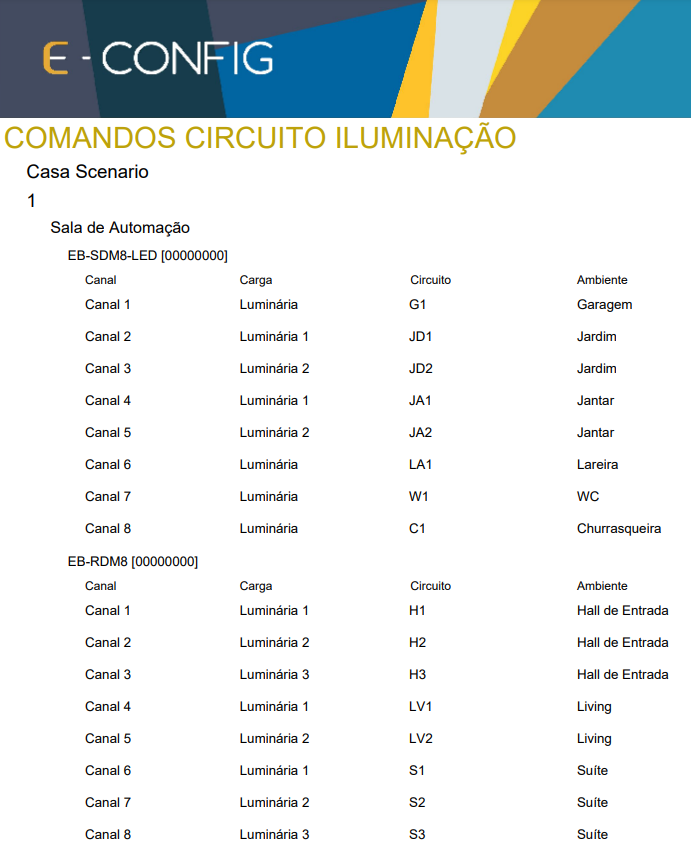 E - CONFIG
COMANDOS CIRCUITO ILUMINAÇÃO
Casa Scenario
1
Sala de Automação
EB-SDM8-LED [00000000]
Canal Carga Circuito Ambiente
Canal 1 Luminária G1 Garagem
Canal 2 Luminária 1 JD1 Jardim
Canal 3 Luminária 2 JD2 Jardim
Canal 4 Luminária 1 JA1 Jantar
Canal 5 Luminária 2 JA2 Jantar
Canal 6 Luminária LA1 Lareira
Canal 7 Luminária W1 WC
Canal 8 Luminária C1 Churrasqueira
EB-RDM8 [00000000]
Canal Carga Circuito Ambiente
Canal 1 Luminária 1 H1 Hall de Entrada
Canal 2 Luminária 2 H2 Hall de Entrada
Canal 3 Luminária 3 H3 Hall de Entrada
Canal 4 Luminária 1 LV1 Living
Canal 5 Luminária 2 LV2 Living
Canal 6 Luminária 1 S1 Suíte
Canal 7 Luminária 2 S2 Suíte
Canal 8 Luminária 3 S3 Suíte